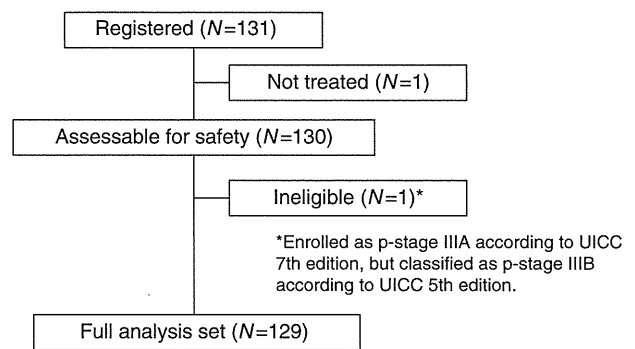 Registered (N=131)
Not treated (N=1)
Assessable for safety (N=130)
Ineligible (N=1)*
*Enrolled as p-stage IIIA according to UICC
7th edition, but classified as p-stage IIIB
according to UICC 5th edition.
Full analysis set (N=129)